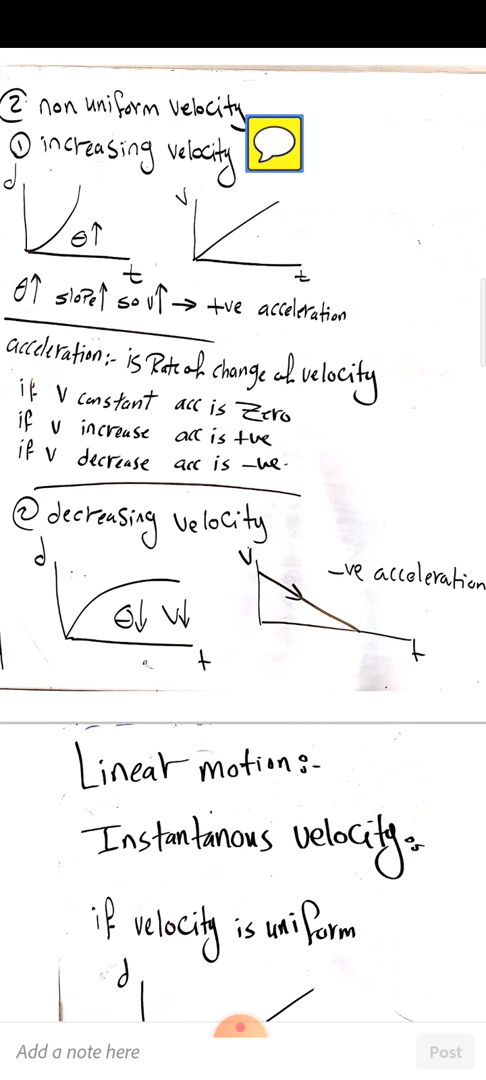 ② non uniform velocity
① increasing velocity
d
θ↑
t
v
t
θ↑ slope↑ so v↑ → +ve acceleration
acceleration:- is Rate of change of velocity
if V constant acc is Zero
if v increase acc is +ve
if v decrease acc is -ve.
② decreasing velocity
d
θ↓ V↓
t
V
-ve acceleration
t
Linear motion:-
Instantanous velocity:-
if velocity is uniform
d
Add a note here
Post